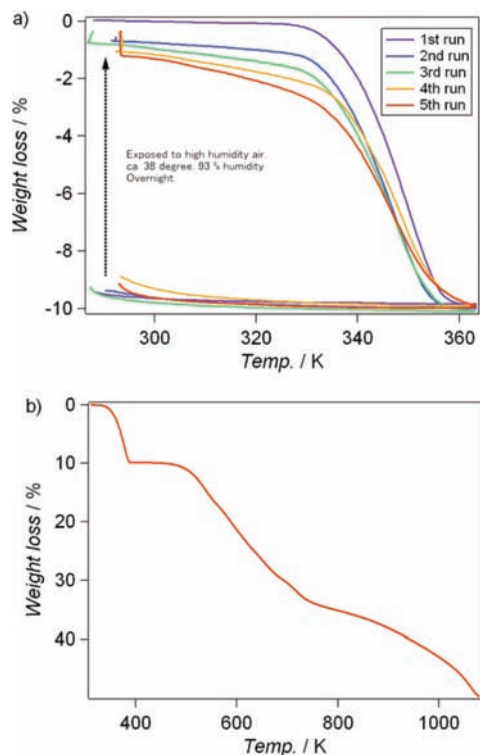 a)
0
-2
-4
-6
-8
-10
Weight loss / %
1st run
2nd run
3rd run
4th run
5th run
Exposed to high humidity air.
ca. 38 degree. 93 % humidity
Overnight
300
320
340
360
Temp. / K
b)
0
10
20
30
40
Weight loss / %
400
600
800
1000
Temp. / K